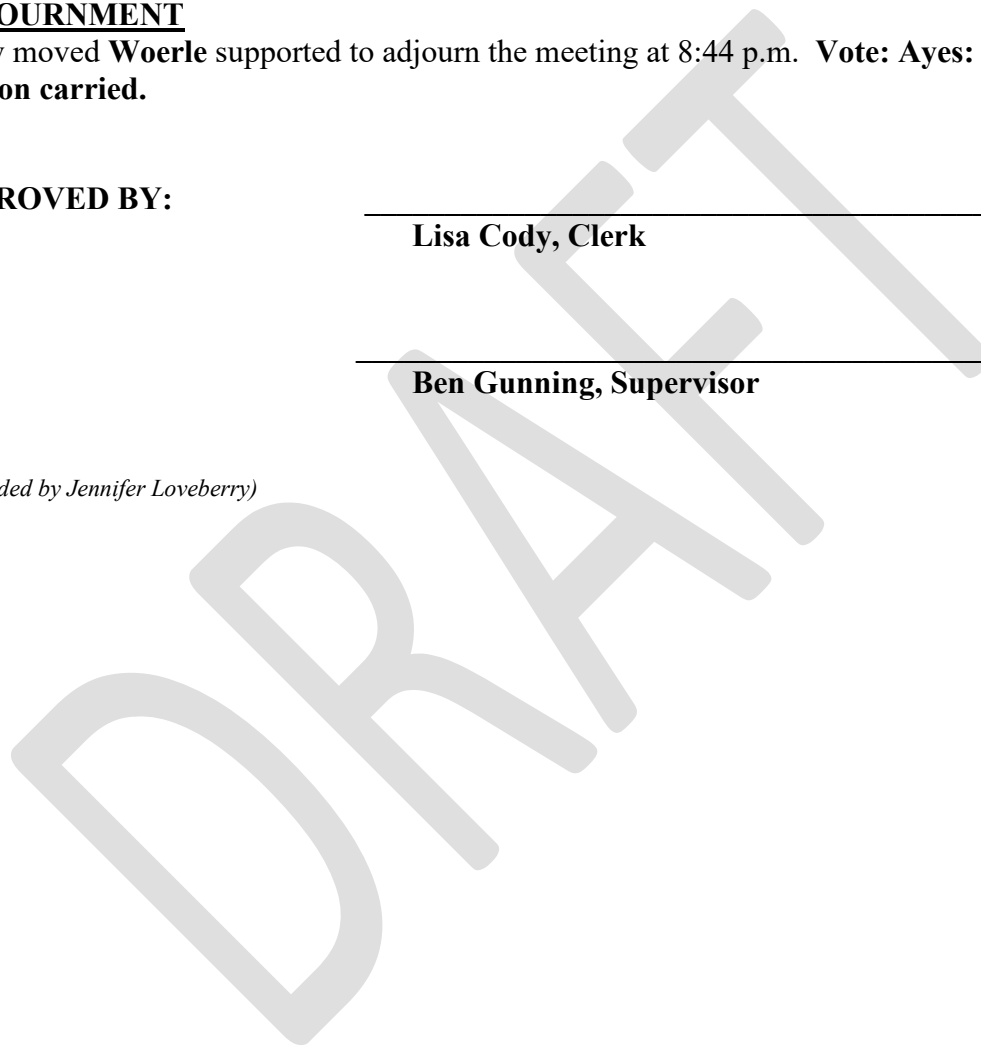 OURNMENT
y moved Woerle supported to adjourn the meeting at 8:44 p.m.  Vote: Ayes:
on carried.
ROVED BY:
Lisa Cody, Clerk
Ben Gunning, Supervisor
ded by Jennifer Loveberry)
DRAFT